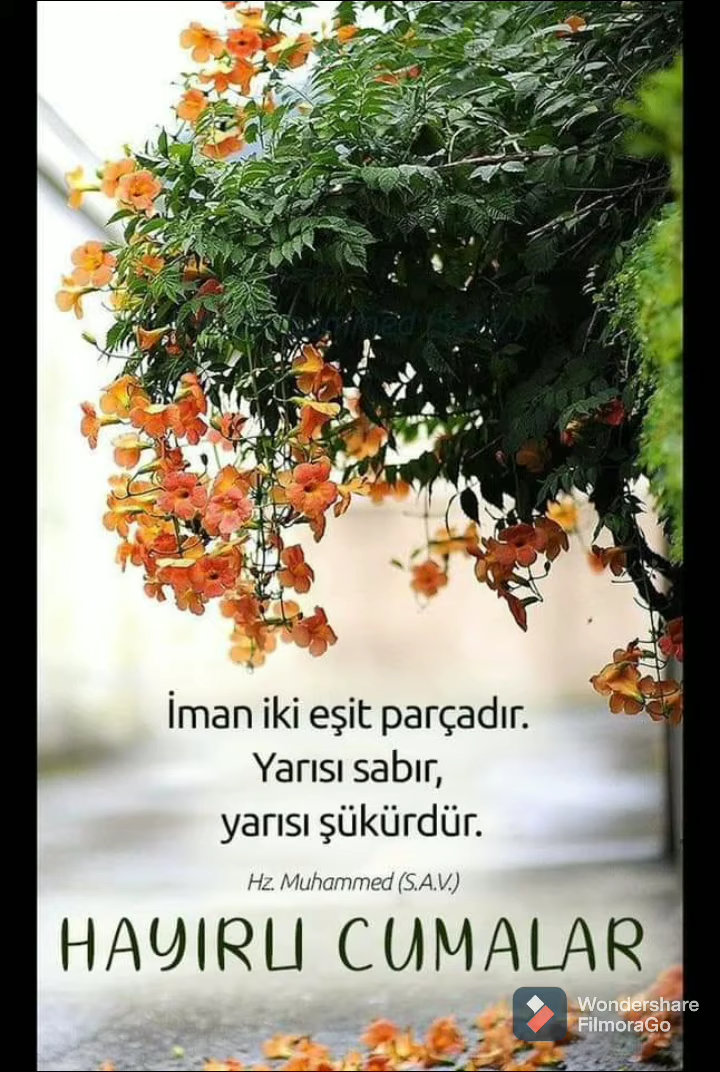 İman iki eşit parçadır.
Yarısı sabır,
yarısı şükürdür.
Hz. Muhammed (S.A.V.)
HAYIRLI CUMALAR
Wondershare
FilmoraGo